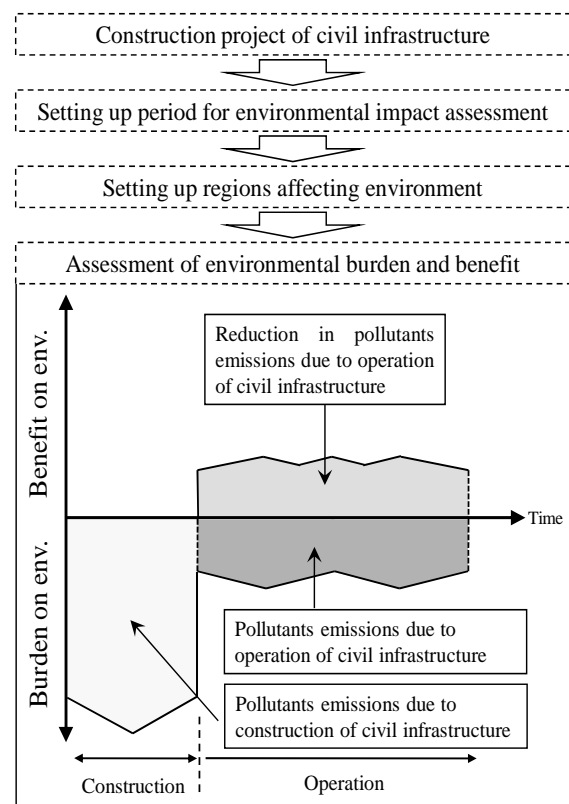 Construction project of civil infrastructure
Setting up period for environmental impact assessment
Setting up regions affecting environment
Assessment of environmental burden and benefit
Benefit on env.
Burden on env.
Reduction in pollutants
emissions due to operation
of civil infrastructure
Time
Pollutants emissions due to
operation of civil infrastructure
Pollutants emissions due to
construction of civil infrastructure
Construction
Operation